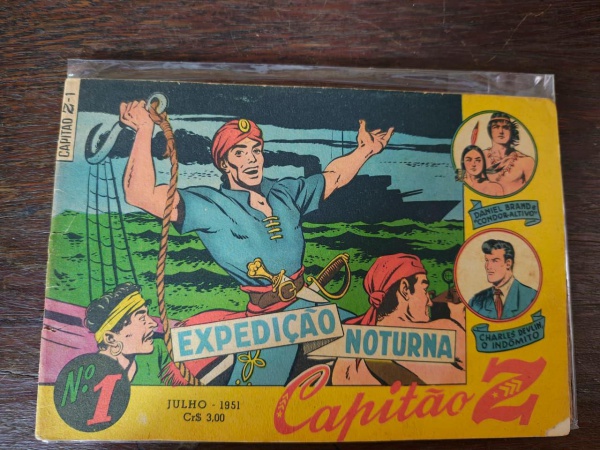 CAPITÃO Z-1
EXPEDIÇÃO
NOTURNA
DANIEL BRAND E
"CONDOR-ALTIVO"
CHARLES DEVLIN,
O INDÔMITO
Nº 1
JULHO - 1951
Cr$ 3,00
Capitão Z